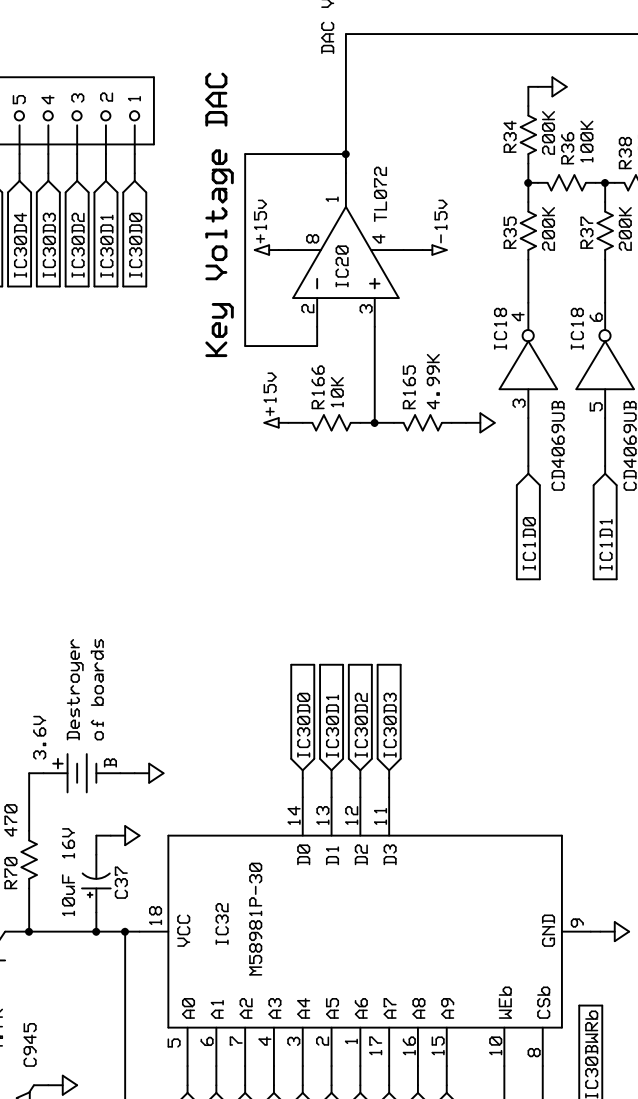 DAC V
5
4
3
2
1
IC30D4
IC30D3
IC30D2
IC30D1
IC30D0
Key Voltage DAC
+15v
8
1
TL072
4
-15v
IC20
-
+
2
3
+15v
R166
10K
R165
4.99K
R34
200K
R36
100K
R38
R35
200K
R37
200K
IC18
4
IC18
6
3
CD4069UB
5
CD4069UB
IC1D0
IC1D1
3.6V
Destroyer
of boards
+
B
R70 470
10uF 16V
+
C37
IC30D0
IC30D1
IC30D2
IC30D3
14
13
12
11
D0
D1
D2
D3
18
VCC
IC32
M58981P-30
GND
9
A0
A1
A2
A3
A4
A5
A6
A7
A8
A9
WEb
CSb
5
6
7
4
3
2
1
17
16
15
10
8
C945
IC30BWRb